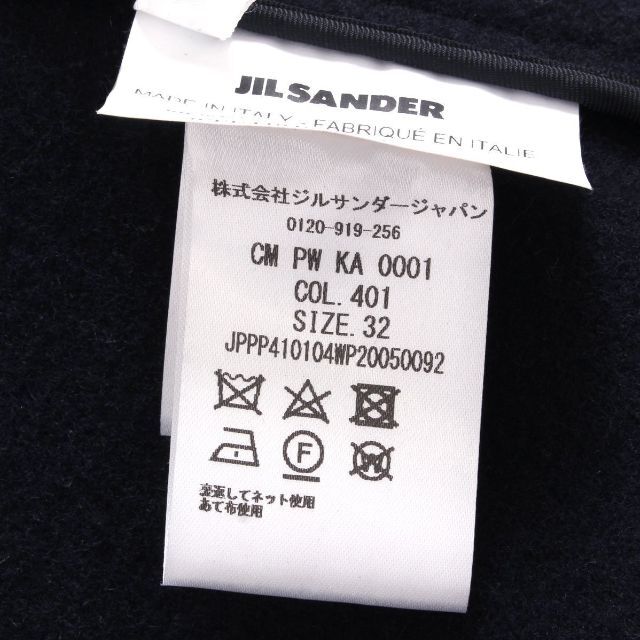 JIL SANDER
MADE IN ITALY - FABRIQUÉ EN ITALIE
株式会社ジルサンダージャパン
0120-919-256
CM PW KA 0001
COL. 401
SIZE. 32
JPPP410104WP20050092
F
W
裏返してネット使用
あて布使用